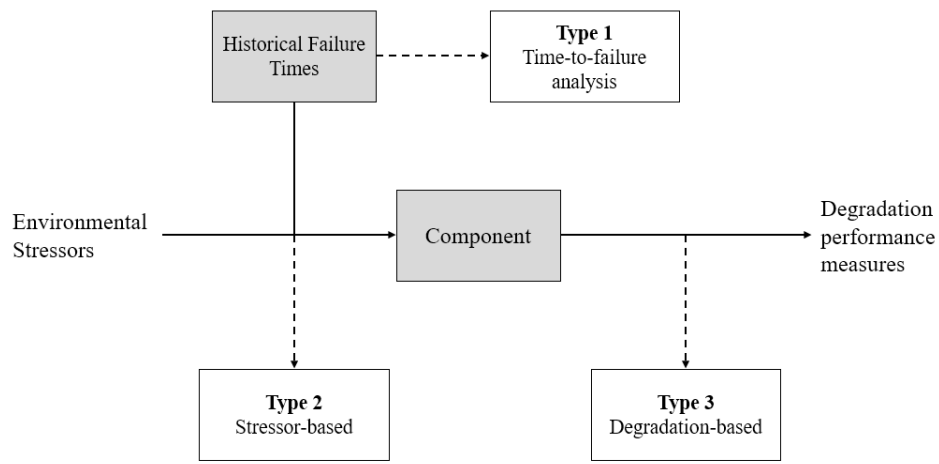 Historical Failure
Times
Type 1
Time-to-failure
analysis
Environmental
Stressors
Component
Degradation
performance
measures
Type 2
Stressor-based
Type 3
Degradation-based